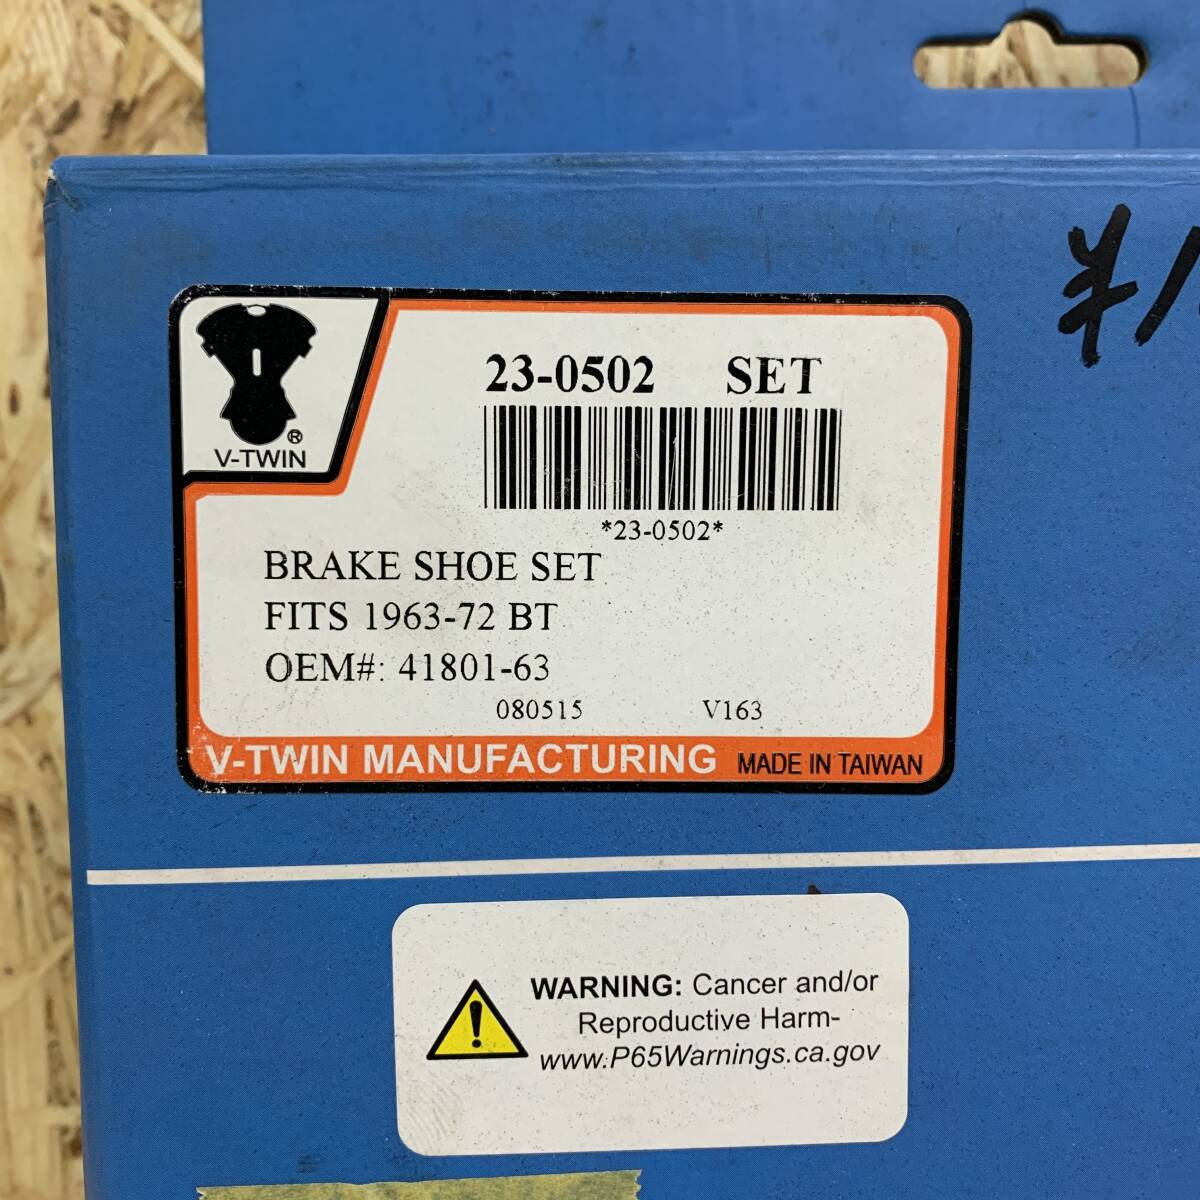 ¥1
®
V-TWIN
23-0502 SET
*23-0502*
BRAKE SHOE SET
FITS 1963-72 BT
OEM#: 41801-63
080515 V163
V-TWIN MANUFACTURING MADE IN TAIWAN
WARNING: Cancer and/or
Reproductive Harm-
www.P65Warnings.ca.gov